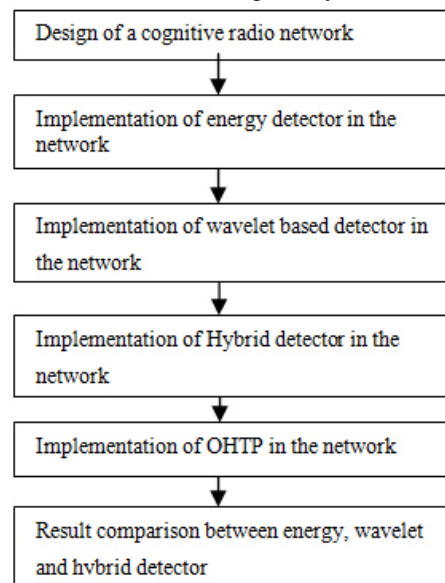 Design of a cognitive radio network
Implementation of energy detector in the
network
Implementation of wavelet based detector in
the network
Implementation of Hybrid detector in the
network
Implementation of OHTP in the network
Result comparison between energy, wavelet
and hybrid detector